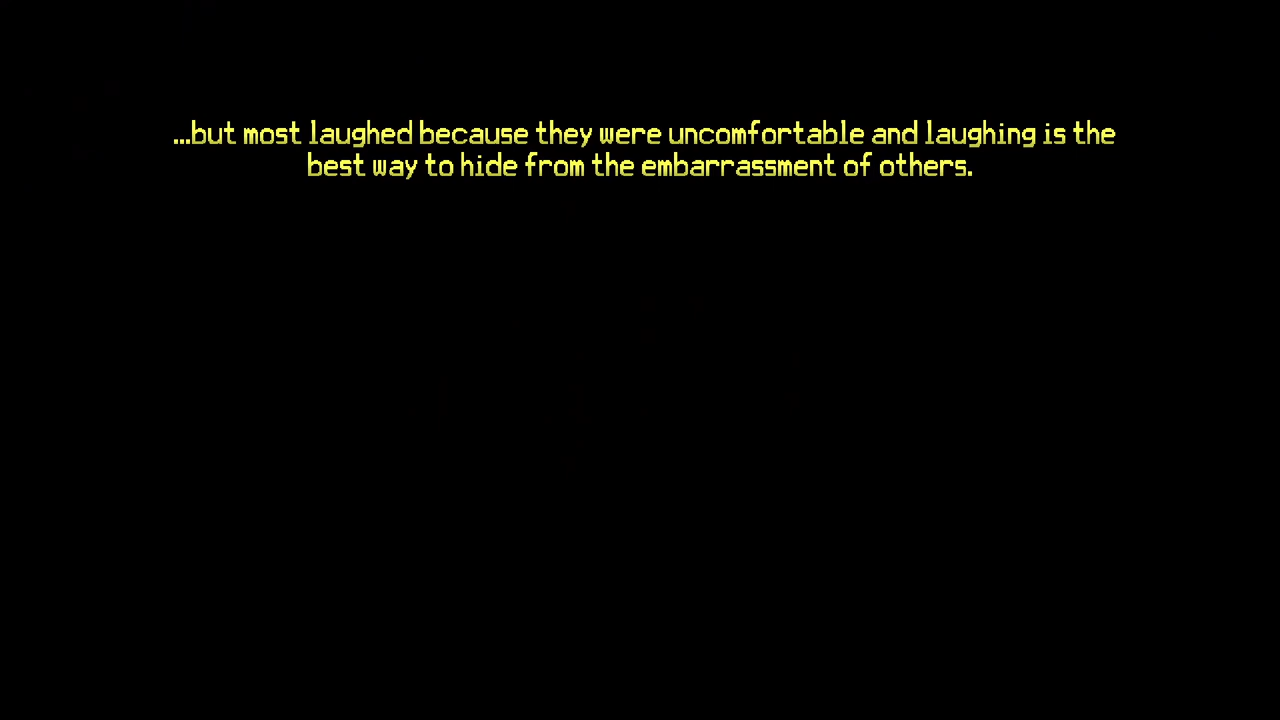 ...but most laughed because they were uncomfortable and laughing is the
best way to hide from the embarrassment of others.